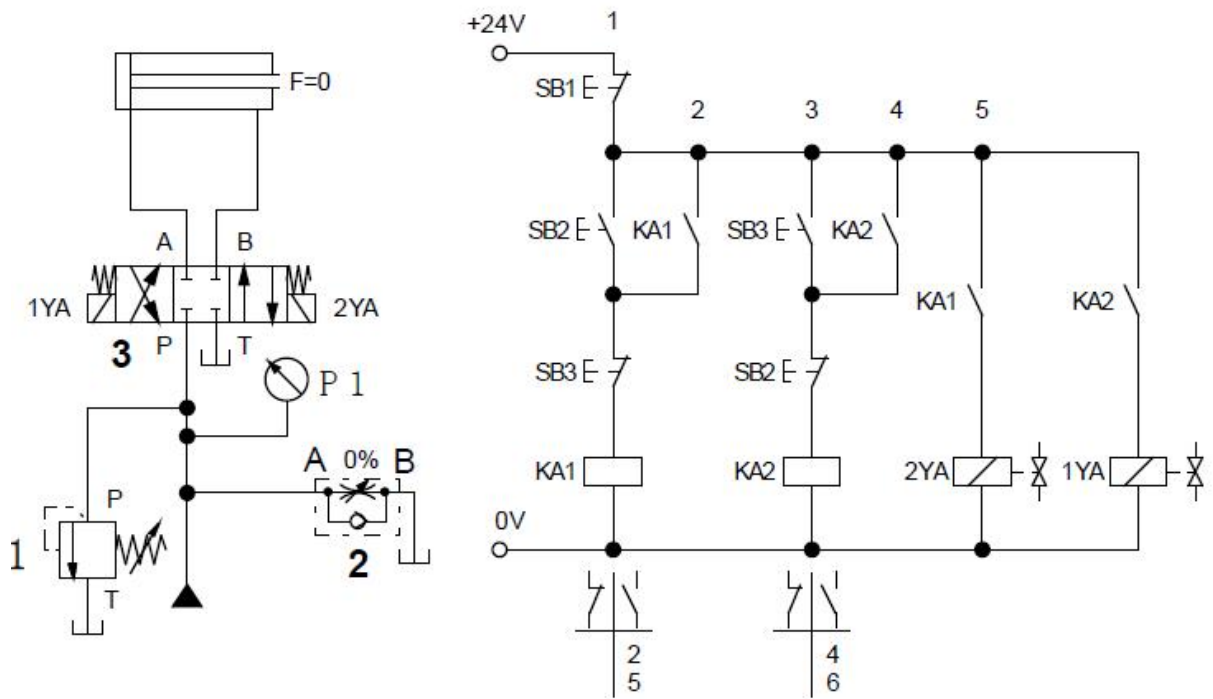 F=0
A B
1YA 2YA
3 P T
P1
A 0% B
P
1 2
T
1
+24V
SB1
2 3 4 5
SB2 KA1 SB3 KA2
KA1 KA2
SB3 SB2
KA1 KA2 2YA 1YA
0V
2 4
5 6